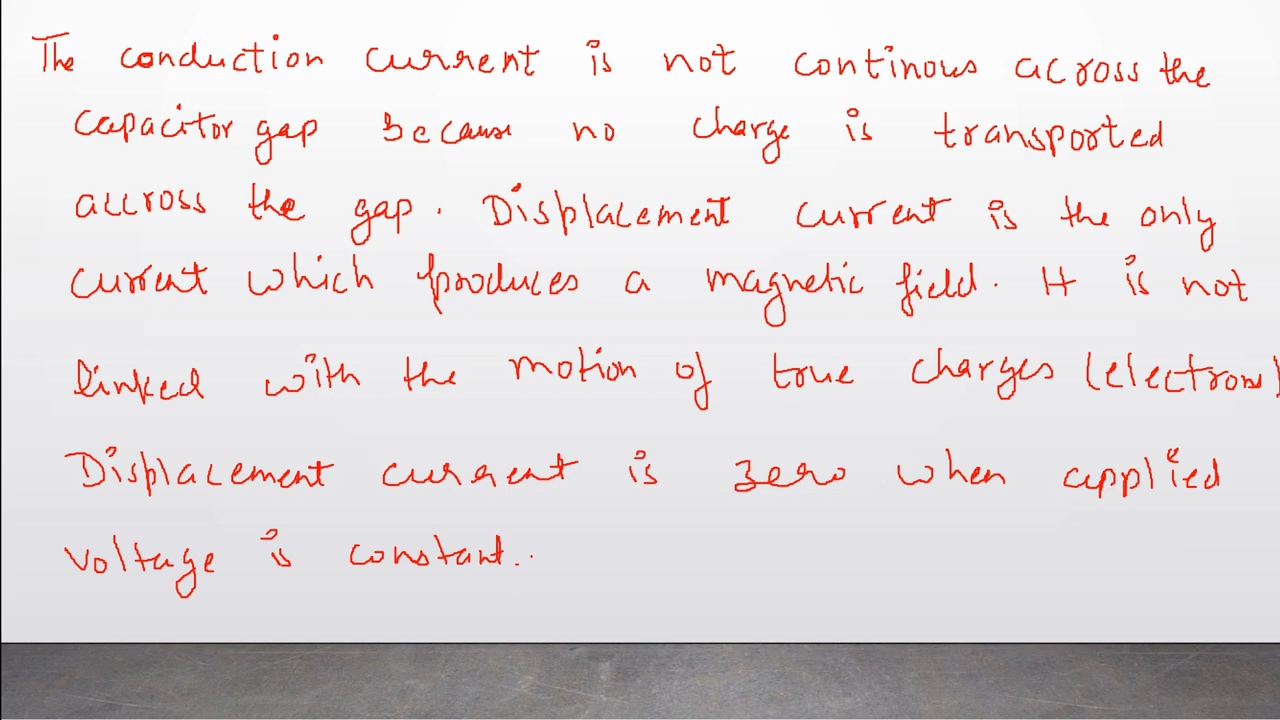 The conduction current is not continous across the
capacitor gap because no charge is transported
accross the gap. Displacement current is the only
current which produces a magnetic field. It is not
linked with the motion of true charges (electrons)
Displacement current is zero when applied
voltage is constant.